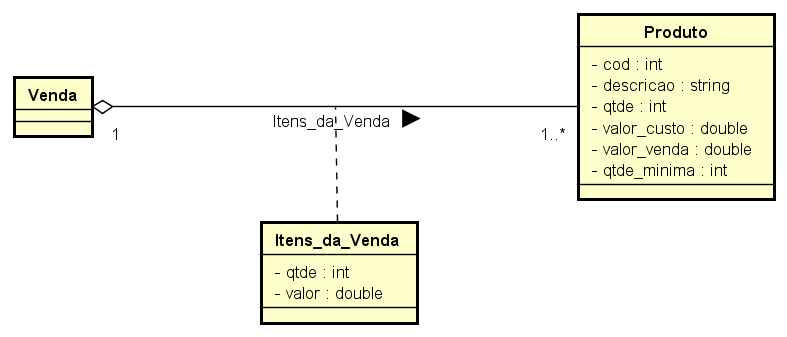 Produto
- cod : int
- descricao : string
- qtde : int
- valor_custo : double
- valor_venda : double
- qtde_minima : int
Venda
Itens_da_Venda
1
1..*
Itens_da_Venda
- qtde : int
- valor : double